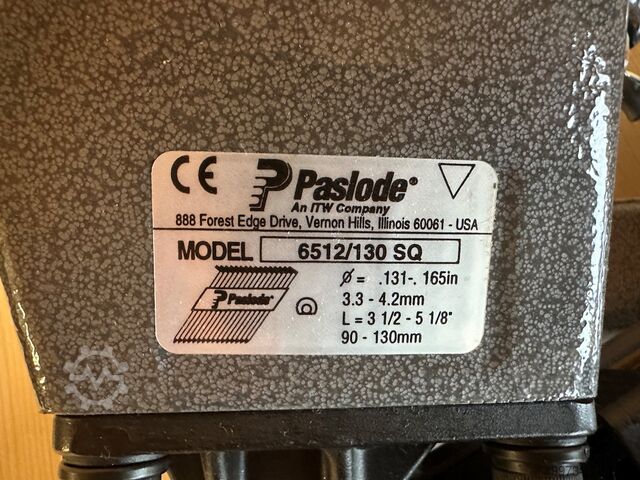 CE Paslode®
An ITW Company
888 Forest Edge Drive, Vernon Hills, Illinois 60061 - USA
MODEL 6512/130 SQ
Paslode® Ø = .131-.165in
3.3 - 4.2mm
L = 3 1/2 - 5 1/8"
90 - 130mm